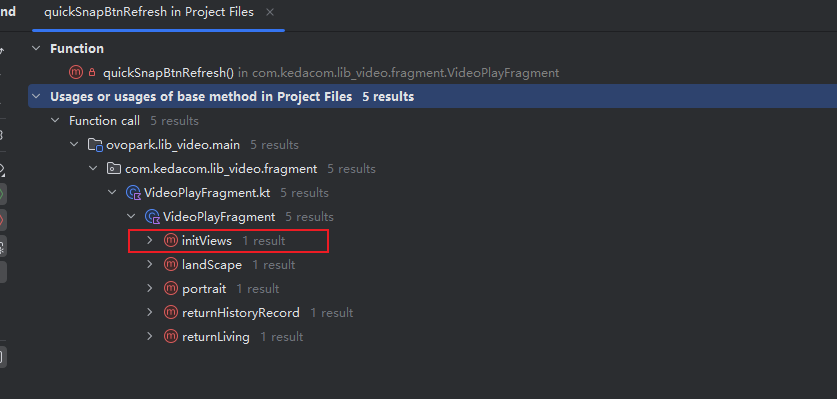 nd quickSnapBtnRefresh in Project Files
Function
quickSnapBtnRefresh() in com.kedacom.lib_video.fragment.VideoPlayFragment
Usages or usages of base method in Project Files 5 results
Function call 5 results
ovopark.lib_video.main 5 results
com.kedacom.lib_video.fragment 5 results
VideoPlayFragment.kt 5 results
VideoPlayFragment 5 results
initViews 1 result
landScape 1 result
portrait 1 result
returnHistoryRecord 1 result
returnLiving 1 result